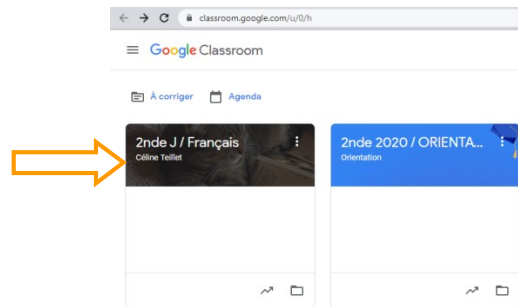 classroom.google.com/u/0/h
Google Classroom
À corriger Agenda
2nde J / Français
Céline Teillet
2nde 2020 / ORIENTA...
Orientation